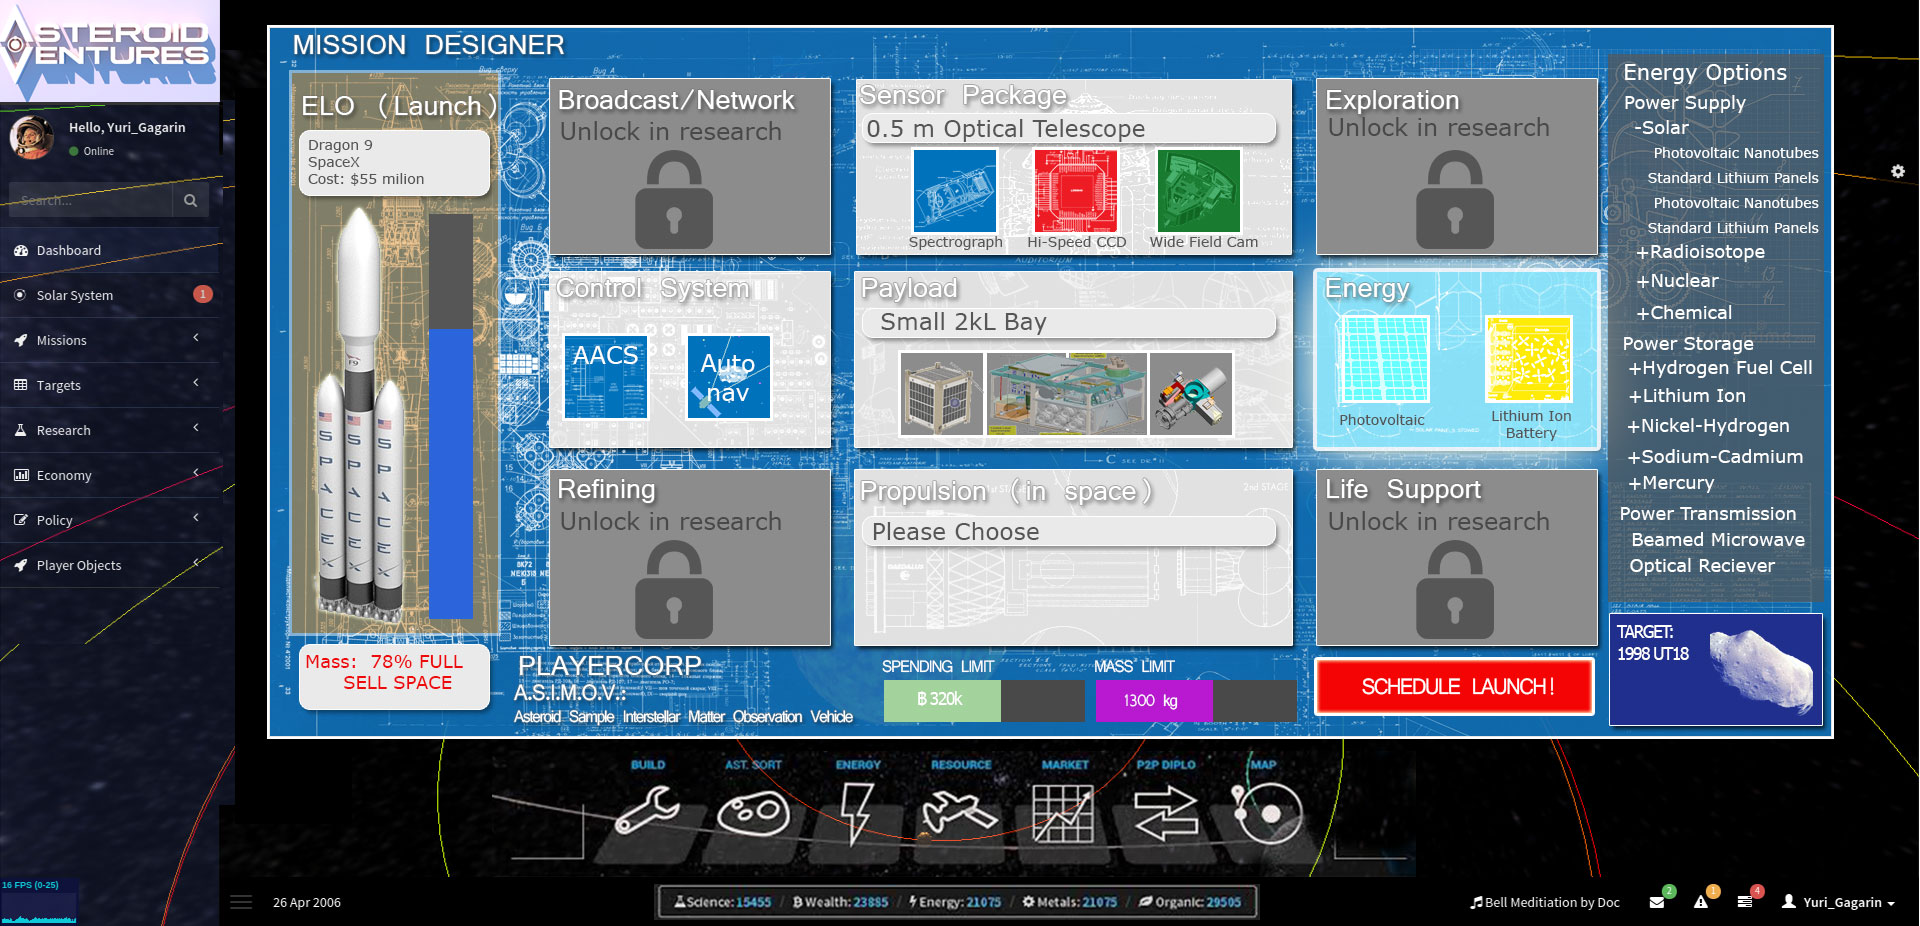 ASTEROID
VENTURES
Hello, Yuri_Gagarin
Online
Search...
Dashboard
Solar System
1
Missions
Targets
Research
Economy
Policy
Player Objects
16 FPS (0-25)
MISSION DESIGNER
ELO (Launch)
Dragon 9
SpaceX
Cost: $55 milion
F9
SPACEX
SPACEX
SPACEX
Mass: 78% FULL
SELL SPACE
Broadcast/Network
Unlock in research
Sensor Package
0.5 m Optical Telescope
Spectrograph
Hi-Speed CCD
Wide Field Cam
Exploration
Unlock in research
Control System
AACS
Auto
nav
Payload
Small 2kL Bay
Energy
Photovoltaic
Lithium Ion
Battery
Refining
Unlock in research
Propulsion (in space)
Please Choose
Life Support
Unlock in research
PLAYERCORP
A.S.I.M.O.V.:
Asteroid Sample Interstellar Matter Observation Vehicle
SPENDING LIMIT
฿ 320k
MASS LIMIT
1300 kg
SCHEDULE LAUNCH!
Energy Options
Power Supply
-Solar
Photovoltaic Nanotubes
Standard Lithium Panels
Photovoltaic Nanotubes
Standard Lithium Panels
+Radioisotope
+Nuclear
+Chemical
Power Storage
+Hydrogen Fuel Cell
+Lithium Ion
+Nickel-Hydrogen
+Sodium-Cadmium
+Mercury
Power Transmission
Beamed Microwave
Optical Reciever
TARGET:
1998 UT18
BUILD
AST. SORT
ENERGY
RESOURCE
MARKET
P2P DIPLO
MAP
26 Apr 2006
Science: 15455 / Wealth: 23885 / Energy: 21075 / Metals: 21075 / Organic: 29505
Bell Meditiation by Doc
2
1
4
Yuri_Gagarin